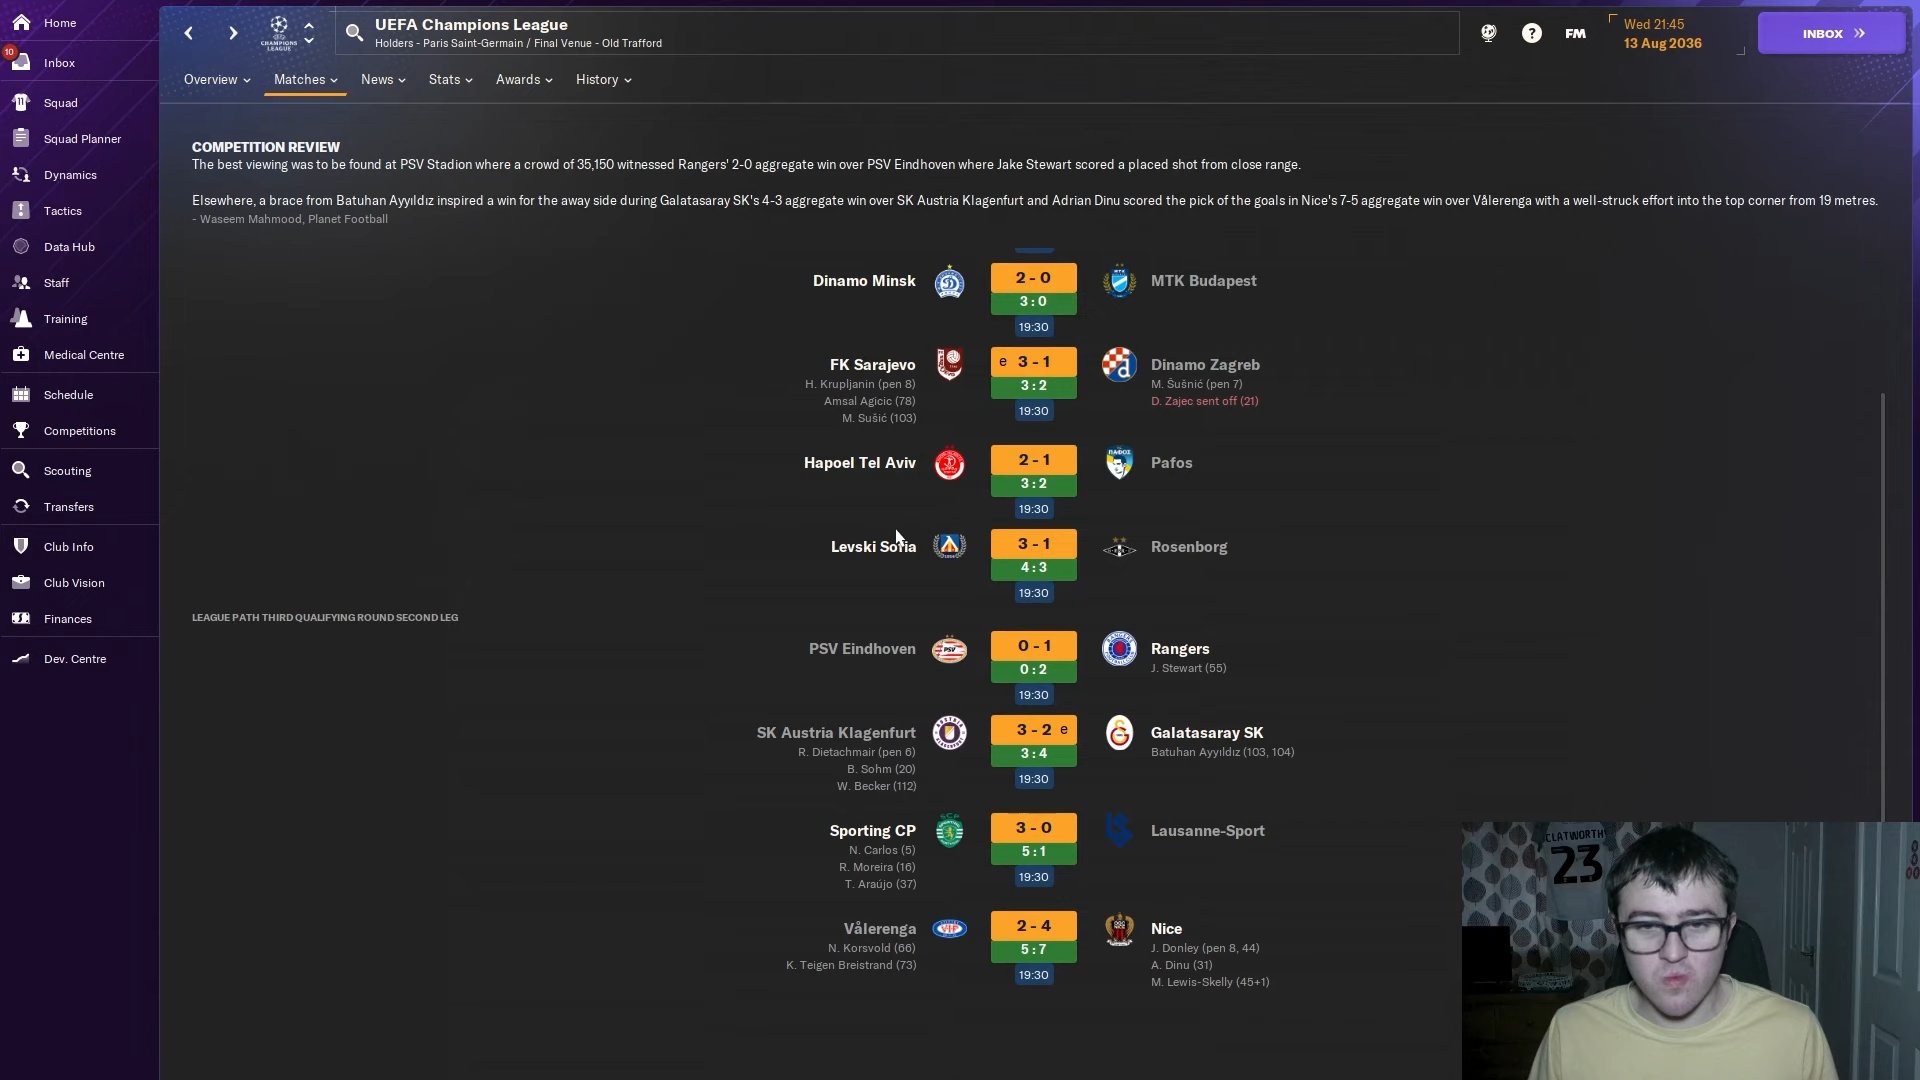 Home
10
Inbox
Squad
Squad Planner
Dynamics
Tactics
Data Hub
Staff
Training
Medical Centre
Schedule
Competitions
Scouting
Transfers
Club Info
Club Vision
Finances
Dev. Centre
CHAMPIONS LEAGUE
UEFA Champions League
Holders - Paris Saint-Germain / Final Venue - Old Trafford
?
FM
Wed 21:45
13 Aug 2036
INBOX
Overview
Matches
News
Stats
Awards
History
COMPETITION REVIEW
The best viewing was to be found at PSV Stadion where a crowd of 35,150 witnessed Rangers' 2-0 aggregate win over PSV Eindhoven where Jake Stewart scored a placed shot from close range.
Elsewhere, a brace from Batuhan Ayyıldız inspired a win for the away side during Galatasaray SK's 4-3 aggregate win over SK Austria Klagenfurt and Adrian Dinu scored the pick of the goals in Nice's 7-5 aggregate win over Vålerenga with a well-struck effort into the top corner from 19 metres.
- Waseem Mahmood, Planet Football
Dinamo Minsk 2 - 0 MTK Budapest
3 : 0
19:30
FK Sarajevo e 3 - 1 Dinamo Zagreb
H. Krupljanin (pen 8) 3 : 2 M. Šušnić (pen 7)
Amsal Agicic (78) 19:30 D. Zajec sent off (21)
M. Sušić (103)
Hapoel Tel Aviv 2 - 1 Pafos
3 : 2
19:30
Levski Sofia 3 - 1 Rosenborg
4 : 3
19:30
LEAGUE PATH THIRD QUALIFYING ROUND SECOND LEG
PSV Eindhoven 0 - 1 Rangers
0 : 2 J. Stewart (55)
19:30
SK Austria Klagenfurt 3 - 2 e Galatasaray SK
R. Dietachmair (pen 6) 3 : 4 Batuhan Ayyıldız (103, 104)
B. Sohm (20) 19:30
W. Becker (112)
Sporting CP 3 - 0 Lausanne-Sport
N. Carlos (5) 5 : 1
R. Moreira (16) 19:30
T. Araújo (37)
Vålerenga 2 - 4 Nice
N. Korsvold (66) 5 : 7 J. Donley (pen 8, 44)
K. Teigen Breistrand (73) 19:30 A. Dinu (31)
M. Lewis-Skelly (45+1)
CLATWORTHY
23